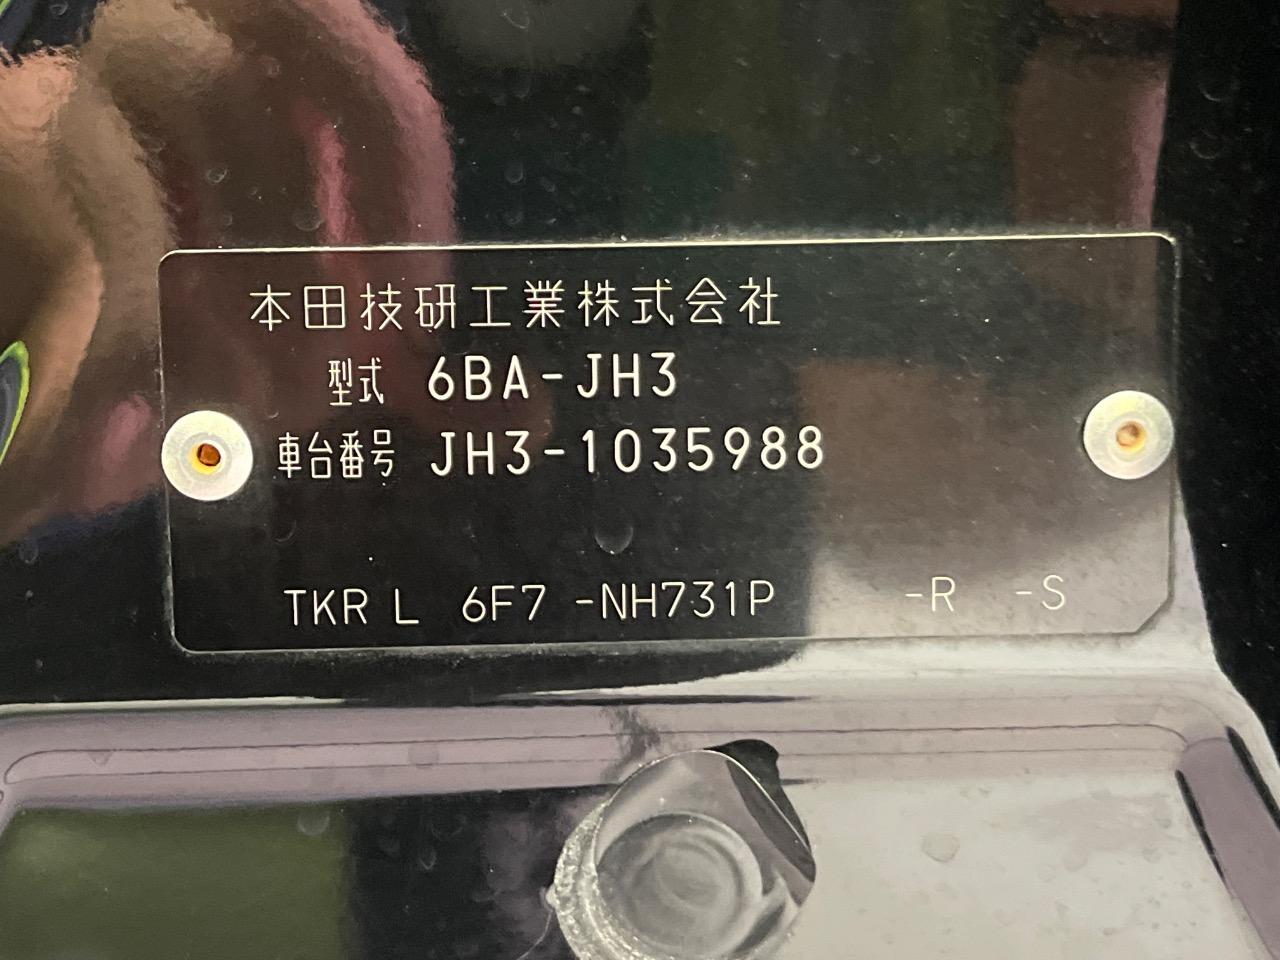 本田技研工業株式会社
型式 6BA-JH3
車台番号 JH3-1035988
TKR L 6F7 -NH731P -R -S